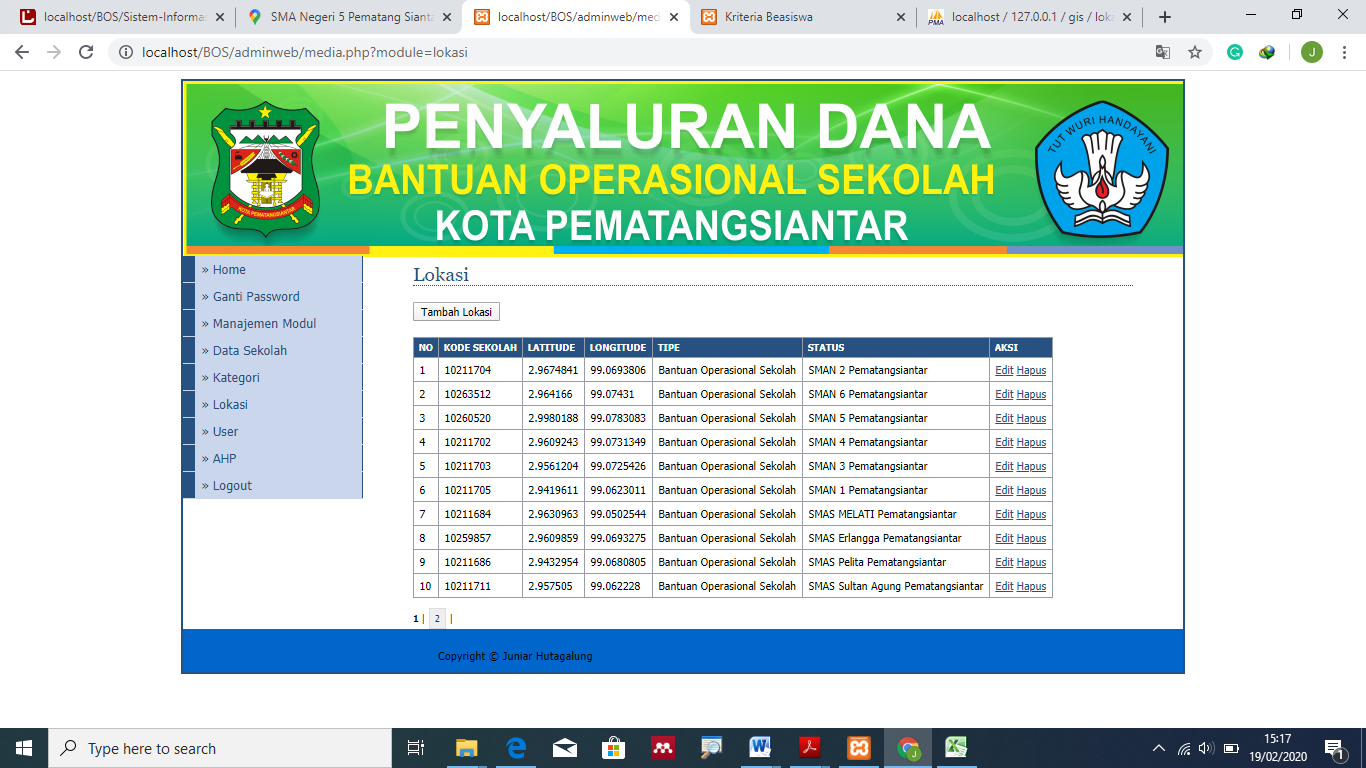 localhost/BOS/Sistem-Informas
SMA Negeri 5 Pematang Sianta
localhost/BOS/adminweb/med
Kriteria Beasiswa
localhost / 127.0.0.1 / gis / loka
localhost/BOS/adminweb/media.php?module=lokasi
J
PENYALURAN DANA
BANTUAN OPERASIONAL SEKOLAH
KOTA PEMATANGSIANTAR
KOTA PEMATANGSIANTAR
TUT WURI HANDAYANI
» Home
» Ganti Password
» Manajemen Modul
» Data Sekolah
» Kategori
» Lokasi
» User
» AHP
» Logout
Lokasi
Tambah Lokasi
NO KODE SEKOLAH LATITUDE LONGITUDE TIPE STATUS AKSI
1 10211704 2.9674841 99.0693806 Bantuan Operasional Sekolah SMAN 2 Pematangsiantar Edit Hapus
2 10263512 2.964166 99.07431 Bantuan Operasional Sekolah SMAN 6 Pematangsiantar Edit Hapus
3 10260520 2.9980188 99.0783083 Bantuan Operasional Sekolah SMAN 5 Pematangsiantar Edit Hapus
4 10211702 2.9609243 99.0731349 Bantuan Operasional Sekolah SMAN 4 Pematangsiantar Edit Hapus
5 10211703 2.9561204 99.0725426 Bantuan Operasional Sekolah SMAN 3 Pematangsiantar Edit Hapus
6 10211705 2.9419611 99.0623011 Bantuan Operasional Sekolah SMAN 1 Pematangsiantar Edit Hapus
7 10211684 2.9630963 99.0502544 Bantuan Operasional Sekolah SMAS MELATI Pematangsiantar Edit Hapus
8 10259857 2.9609859 99.0693275 Bantuan Operasional Sekolah SMAS Erlangga Pematangsiantar Edit Hapus
9 10211686 2.9432954 99.0680805 Bantuan Operasional Sekolah SMAS Pelita Pematangsiantar Edit Hapus
10 10211711 2.957505 99.062228 Bantuan Operasional Sekolah SMAS Sultan Agung Pematangsiantar Edit Hapus
1 | 2 |
Copyright © Juniar Hutagalung
Type here to search
15:17
19/02/2020
1